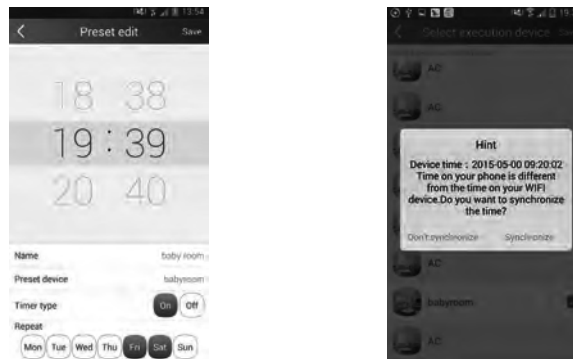 13:54
Preset edit
Save
18 38
19 : 39
20 40
Name
baby room
Preset device
babyroom
Timer type
On
Off
Repeat
Mon
Tue
Wed
Thu
Fri
Sat
Sun
Select execution device
AC
AC
Hint
Device time : 2015-05-00 09:20:02
Time on your phone is different
from the time on your WIFI
device.Do you want to synchronize
the time?
Don't synchronize
Synchronize
AC
babyroom
AC